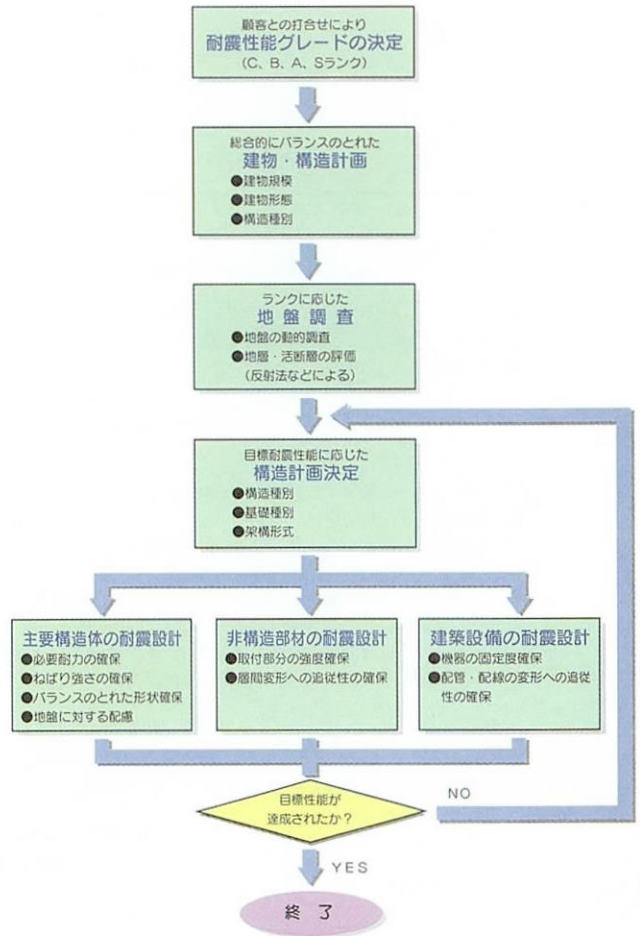 顧客との打合せにより
耐震性能グレードの決定
(C、B、A、Sランク)
総合的にバランスのとれた
建物・構造計画
●建物規模
●建物形態
●構造種別
ランクに応じた
地盤調査
●地盤の動的調査
●地層・活断層の評価
(反射法などによる)
目標耐震性能に応じた
構造計画決定
●構造種別
●基礎種別
●架構形式
主要構造体の耐震設計
●必要耐力の確保
●ねばり強さの確保
●バランスのとれた形状確保
●地盤に対する配慮
非構造部材の耐震設計
●取付部分の強度確保
●層間変形への追従性の確保
建築設備の耐震設計
●機器の固定度確保
●配管・配線の変形への追従
性の確保
目標性能が
達成されたか？
NO
YES
終了